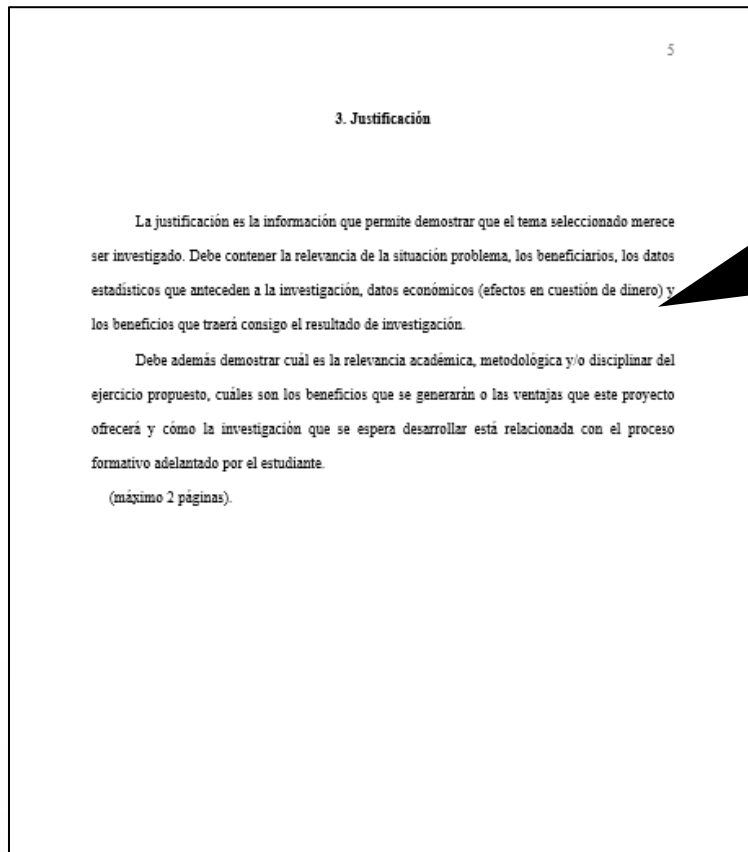 5
3. Justificación
La justificación es la información que permite demostrar que el tema seleccionado merece
ser investigado. Debe contener la relevancia de la situación problema, los beneficiarios, los datos
estadísticos que anteceden a la investigación, datos económicos (efectos en cuestión de dinero) y
los beneficios que traerá consigo el resultado de investigación.
Debe además demostrar cuál es la relevancia académica, metodológica y/o disciplinar del
ejercicio propuesto, cuáles son los beneficios que se generarán o las ventajas que este proyecto
ofrecerá y cómo la investigación que se espera desarrollar está relacionada con el proceso
formativo adelantado por el estudiante.
(máximo 2 páginas).